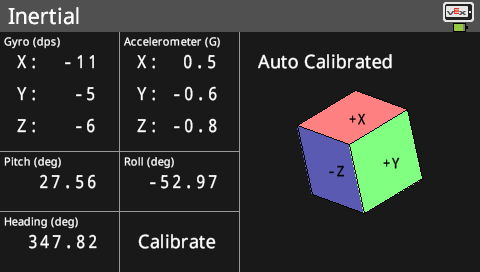 Inertial
VEX
Gyro (dps)
X: -11
Y: -5
Z: -6
Accelerometer (G)
X: 0.5
Y: -0.6
Z: -0.8
Pitch (deg)
27.56
Roll (deg)
-52.97
Heading (deg)
347.82
Calibrate
Auto Calibrated
+X
-Z
+Y